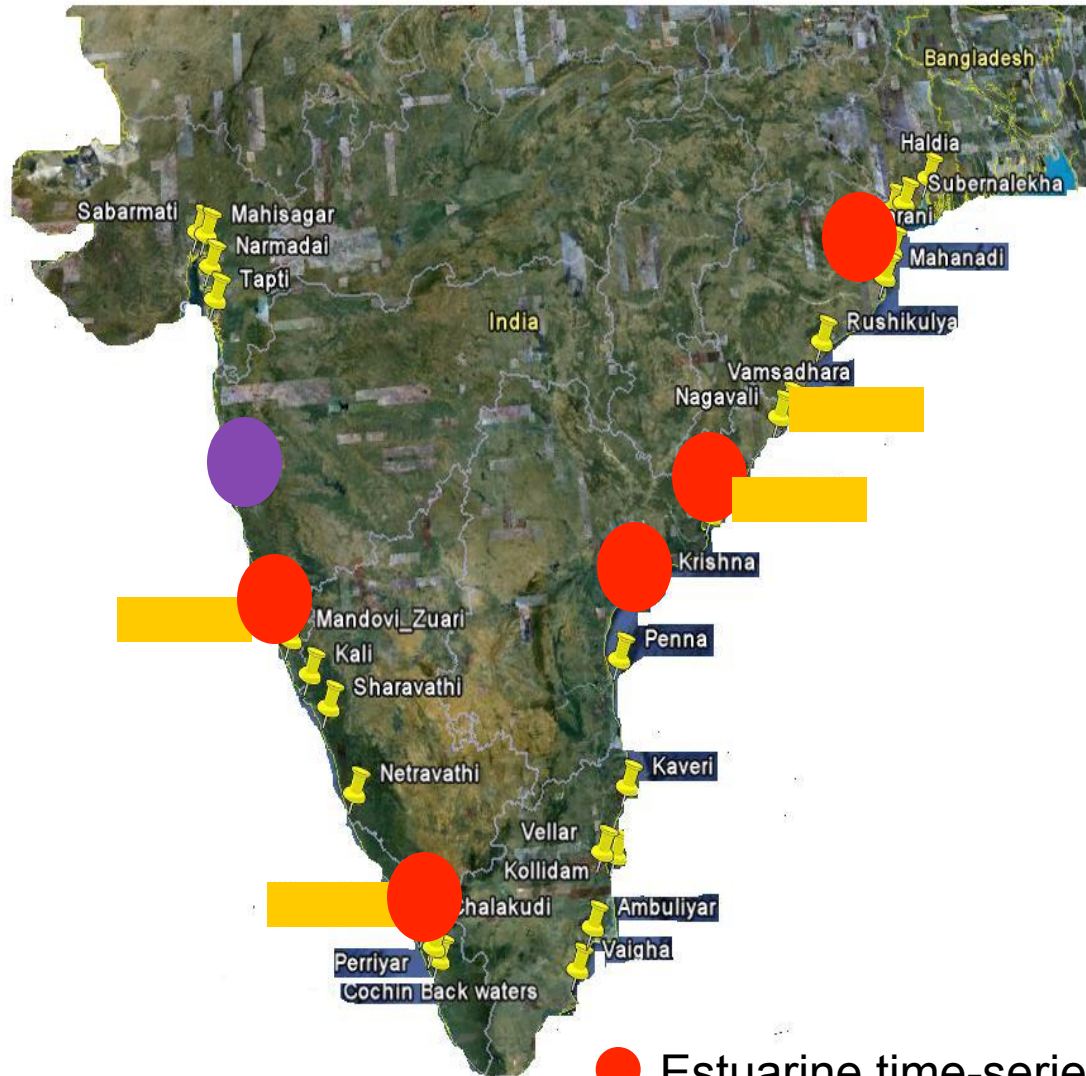 Bangladesh
Haldia
Subernalekha
Sabarmati
Mahisagar
Narmadai
Mahanadi
Tapti
India
Rushikulya
Vamsadhara
Nagavali
Krishna
Mandovi_Zuari
Penna
Kali
Sharavathi
Kaveri
Netravathi
Vellar
Kollidam
Ambuliyar
Vaigha
Perriyar
Cochin Back waters
Estuarine